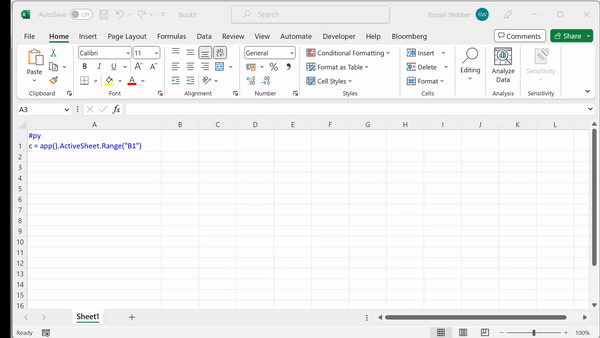 AutoSave Off Book1 Search Russel Webber RW
File Home Insert Page Layout Formulas Data Review View Automate Developer Help Bloomberg Comments Share
Paste Calibri 11 General Conditional Formatting Insert Editing Analyze Data Sensitivity
B I U A A ab % Format as Table Delete
A Cell Styles Format
Clipboard Font Alignment Number Styles Cells Analysis Sensitivity
A3 fx
A B C D E F G H I J K L
#py
1 c = app().ActiveSheet.Range("B1")
2
3
4
5
6
7
8
9
10
11
12
13
14
15
16
Sheet1
Ready 100%